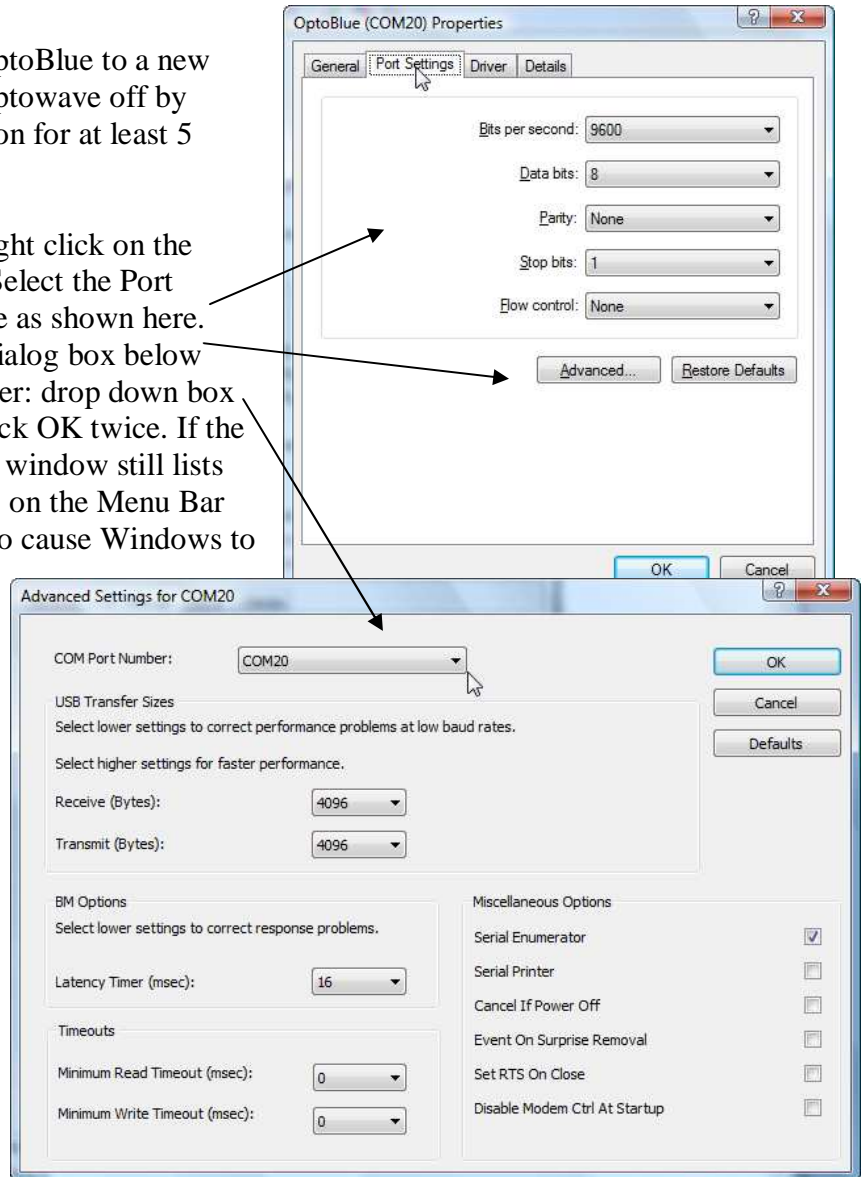 ptoBlue to a new
ptowave off by
on for at least 5
ght click on the
Select the Port
e as shown here.
ialog box below
er: drop down box
ck OK twice. If the
window still lists
on the Menu Bar
o cause Windows to
OptoBlue (COM20) Properties
General Port Settings Driver Details
Bits per second: 9600
Data bits: 8
Parity: None
Stop bits: 1
Flow control: None
Advanced... Restore Defaults
OK Cancel
Advanced Settings for COM20
COM Port Number: COM20
OK
USB Transfer Sizes
Cancel
Select lower settings to correct performance problems at low baud rates.
Defaults
Select higher settings for faster performance.
Receive (Bytes): 4096
Transmit (Bytes): 4096
BM Options
Select lower settings to correct response problems.
Latency Timer (msec): 16
Timeouts
Minimum Read Timeout (msec): 0
Minimum Write Timeout (msec): 0
Miscellaneous Options
Serial Enumerator
Serial Printer
Cancel If Power Off
Event On Surprise Removal
Set RTS On Close
Disable Modem Ctrl At Startup